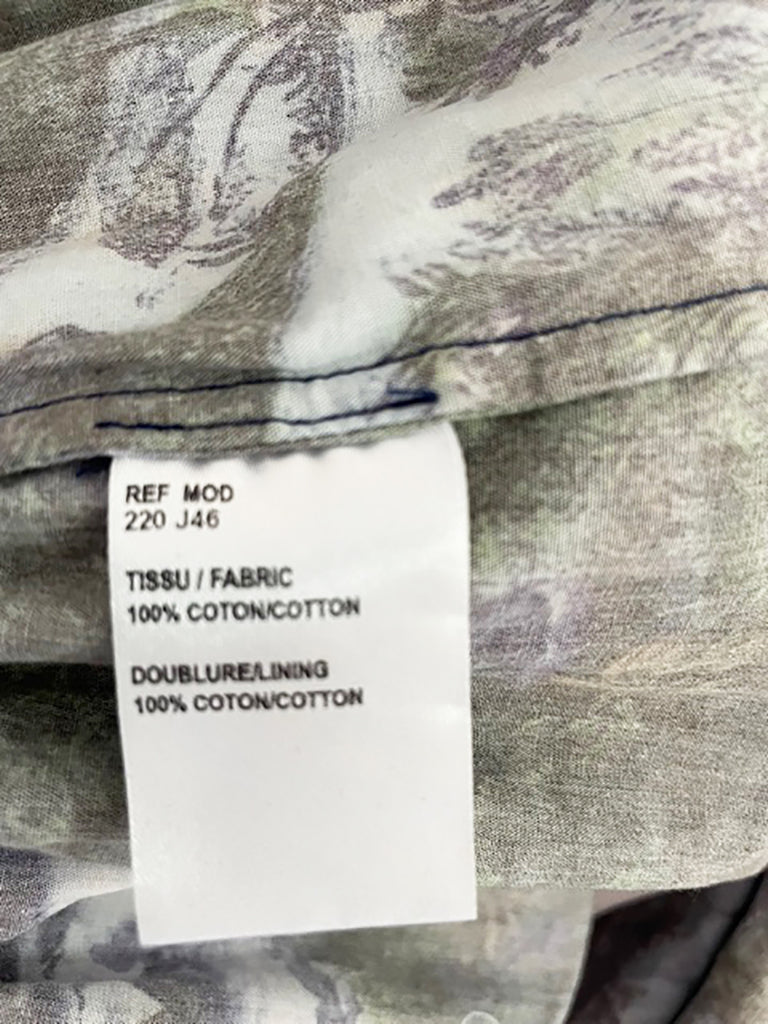 REF MOD
220 J46
TISSU / FABRIC
100% COTON/COTTON
DOUBLURE/LINING
100% COTON/COTTON